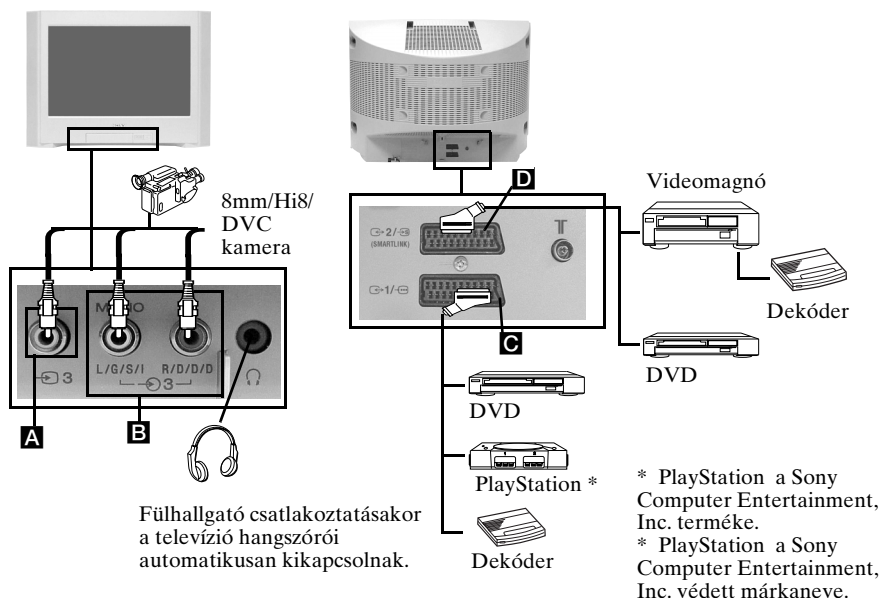 8mm/Hi8/
DVC
kamera
MONO
L/G/S/I R/D/D/D
3
3
A
B
Fülhallgató csatlakoztatásakor
a televízió hangszórói
automatikusan kikapcsolnak.
D
2/
(SMARTLINK)
1/
C
Videomagnó
Dekóder
DVD
DVD
PlayStation *
Dekóder
* PlayStation a Sony
Computer Entertainment,
Inc. terméke.
* PlayStation a Sony
Computer Entertainment,
Inc. védett márkaneve.